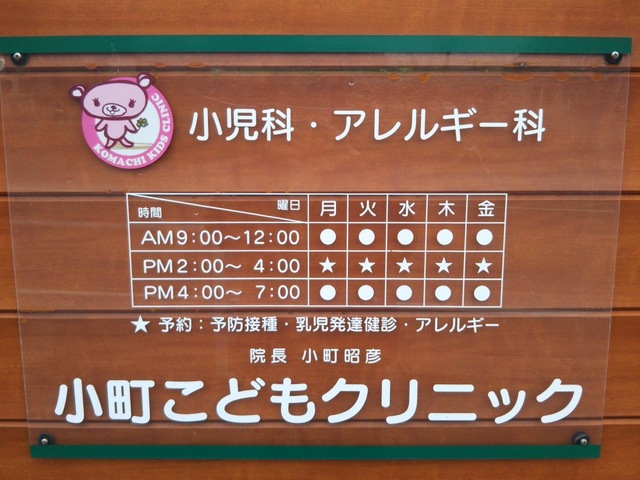 KOMACHI KIDS CLINIC
小児科・アレルギー科
時間 曜日 月 火 水 木 金
AM9:00〜12:00 ● ● ● ● ●
PM2:00〜 4:00 ★ ★ ★ ★ ★
PM4:00〜 7:00 ● ● ● ● ●
★ 予約：予防接種・乳児発達健診・アレルギー
院長 小町昭彦
小町こどもクリニック